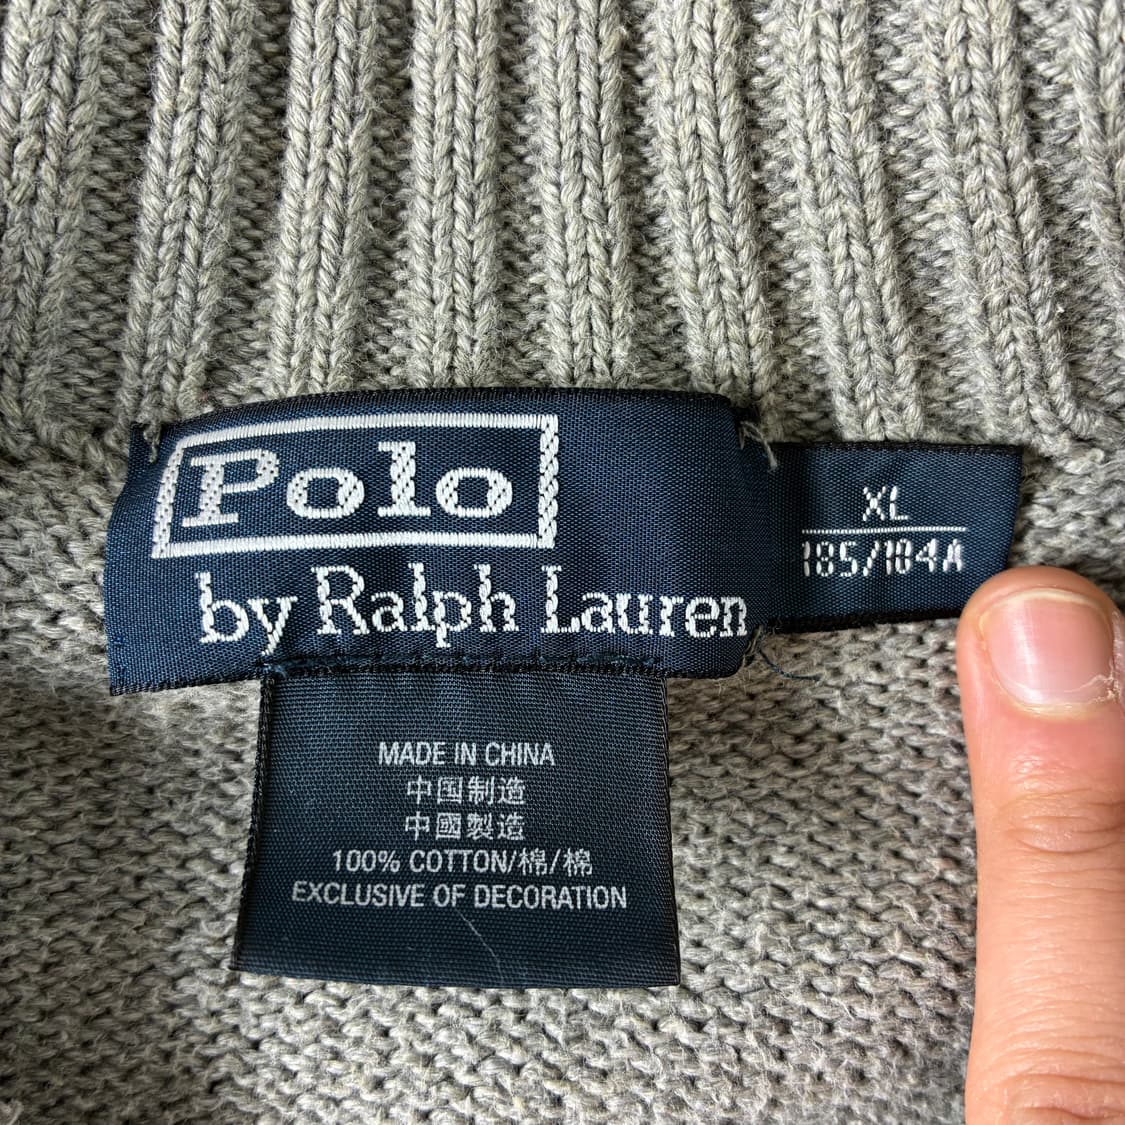 Polo
by Ralph Lauren
XL
185/104A
MADE IN CHINA
中国制造
中國製造
100% COTTON/棉/棉
EXCLUSIVE OF DECORATION